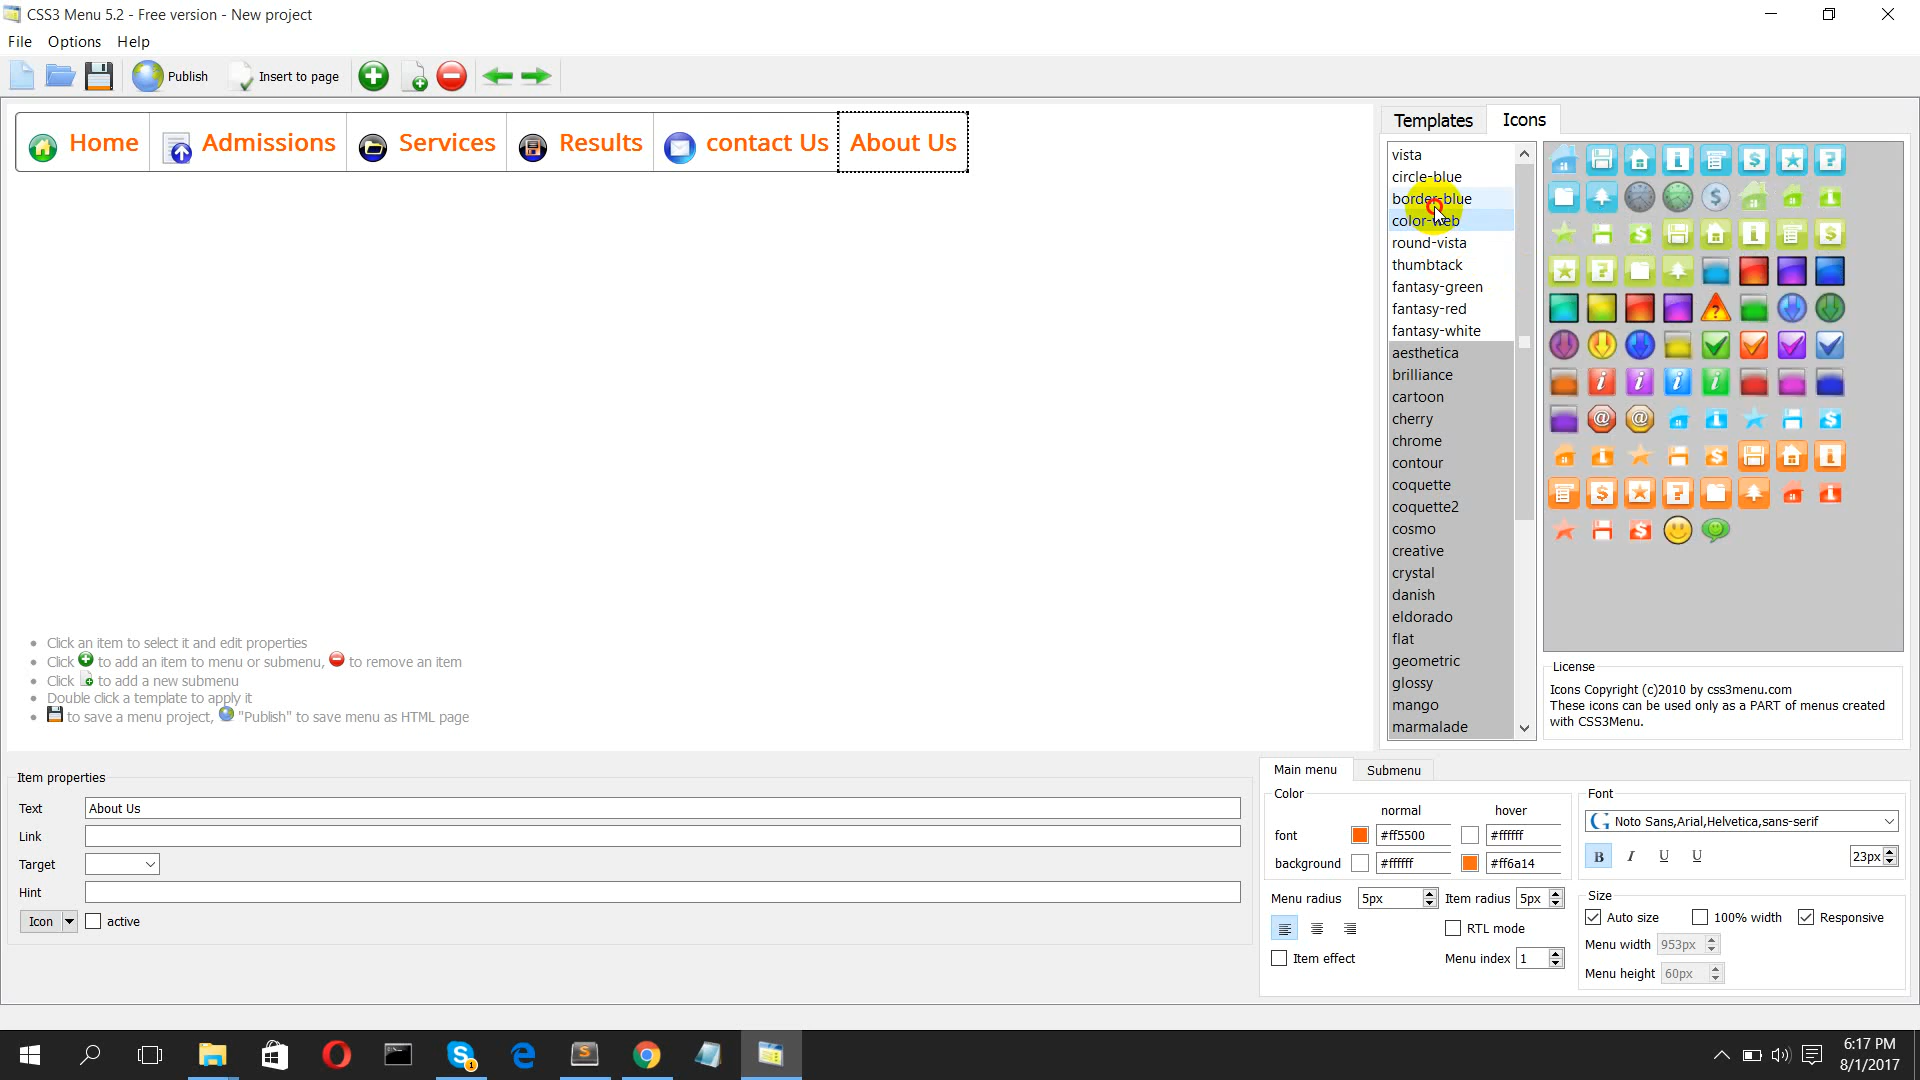 CSS3 Menu 5.2 - Free version - New project
File Options Help
Publish Insert to page
Home Admissions Services Results contact Us About Us
Templates Icons
vista
circle-blue
border-blue
color-web
round-vista
thumbtack
fantasy-green
fantasy-red
fantasy-white
aesthetica
brilliance
cartoon
cherry
chrome
contour
coquette
coquette2
cosmo
creative
crystal
danish
eldorado
flat
geometric
glossy
mango
marmalade
License
Icons Copyright (c)2010 by css3menu.com
These icons can be used only as a PART of menus created
with CSS3Menu.
Click an item to select it and edit properties
Click to add an item to menu or submenu, to remove an item
Click to add a new submenu
Double click a template to apply it
to save a menu project, "Publish" to save menu as HTML page
Item properties
Text About Us
Link
Target
Hint
Icon active
Main menu Submenu
Color
normal hover
font #ff5500 #ffffff
background #ffffff #ff6a14
Menu radius 5px Item radius 5px
RTL mode
Item effect Menu index 1
Font
Noto Sans,Arial,Helvetica,sans-serif
B I U U 23px
Size
Auto size 100% width Responsive
Menu width 953px
Menu height 60px
6:17 PM
8/1/2017